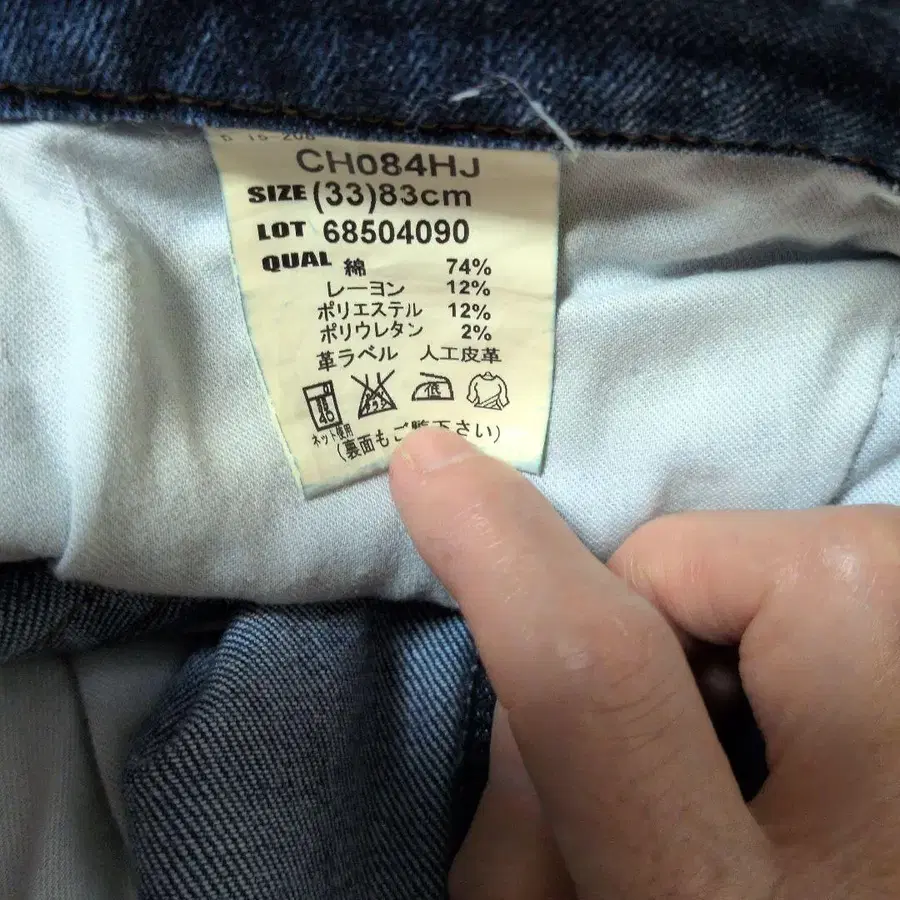 CH084HJ
SIZE (33)83cm
LOT 68504090
QUAL 綿 74%
レーヨン 12%
ポリエステル 12%
ポリウレタン 2%
革ラベル 人工皮革
40 低
ネット使用
(裏面もご覧下さい)